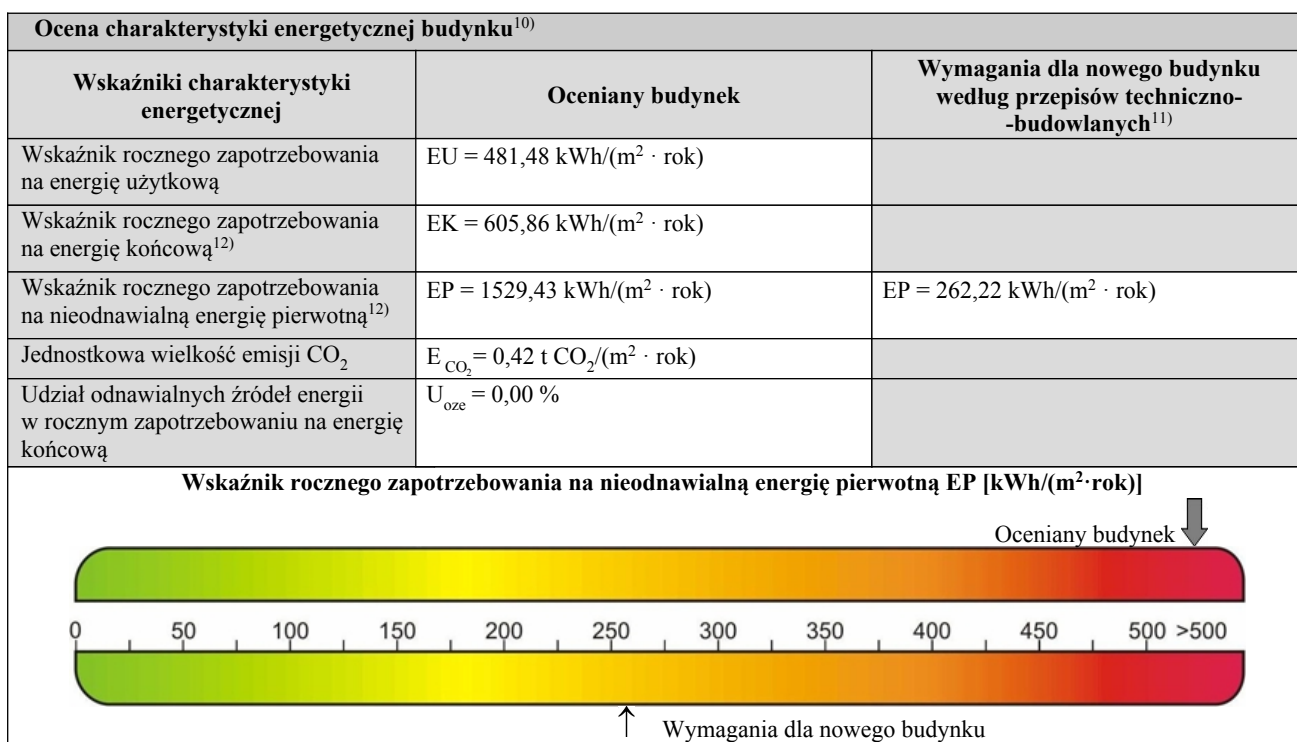 Ocena charakterystyki energetycznej budynku¹⁰⁾
Wskaźniki charakterystyki
energetycznej
Oceniany budynek
Wymagania dla nowego budynku
według przepisów techniczno-
-budowlanych¹¹⁾
Wskaźnik rocznego zapotrzebowania
na energię użytkową
EU = 481,48 kWh/(m² · rok)
Wskaźnik rocznego zapotrzebowania
na energię końcową¹²⁾
EK = 605,86 kWh/(m² · rok)
Wskaźnik rocznego zapotrzebowania
na nieodnawialną energię pierwotną¹²⁾
EP = 1529,43 kWh/(m² · rok)
EP = 262,22 kWh/(m² · rok)
Jednostkowa wielkość emisji CO₂
E CO₂= 0,42 t CO₂/(m² · rok)
Udział odnawialnych źródeł energii
w rocznym zapotrzebowaniu na energię
końcową
Uoze = 0,00 %
Wskaźnik rocznego zapotrzebowania na nieodnawialną energię pierwotną EP [kWh/(m²·rok)]
Oceniany budynek
0 50 100 150 200 250 300 350 400 450 500 >500
Wymagania dla nowego budynku